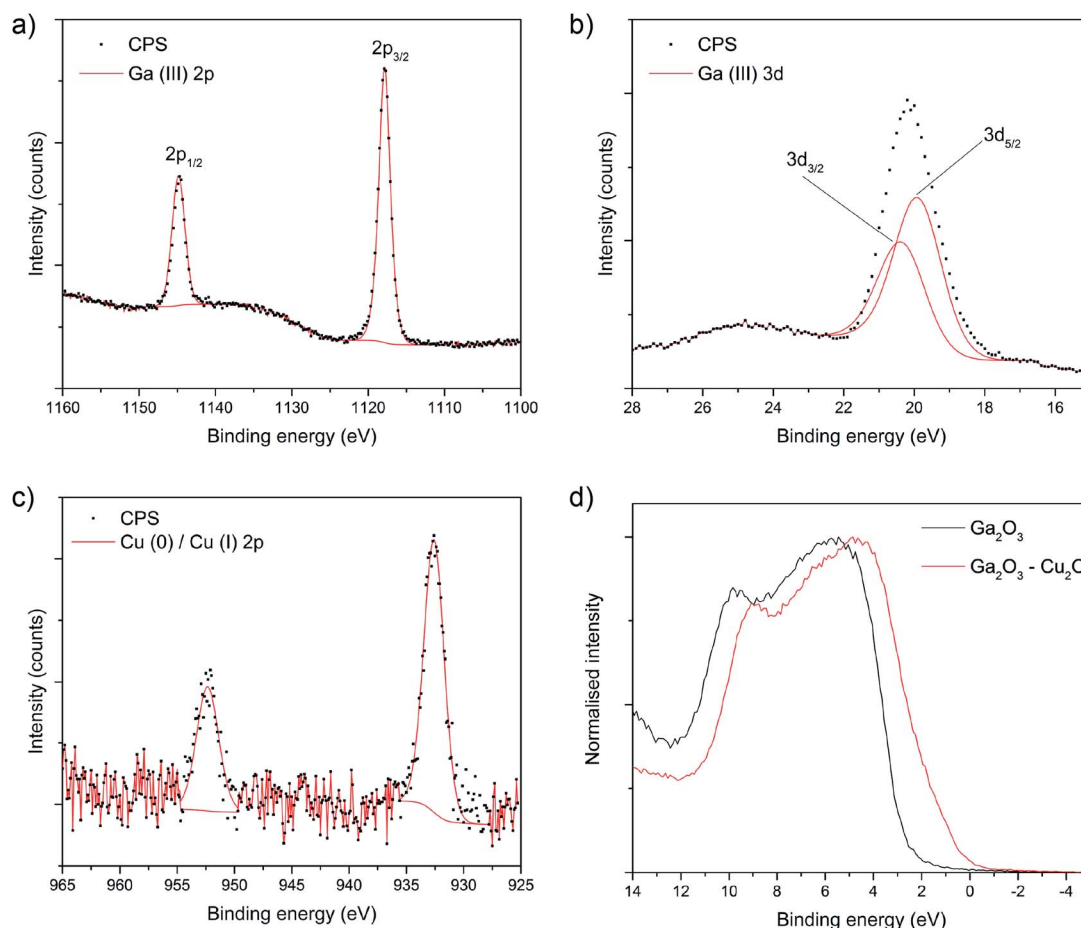 a)
CPS
Ga (III) 2p
2p3/2
2p1/2
Intensity (counts)
1160 1150 1140 1130 1120 1110 1100
Binding energy (eV)
b)
CPS
Ga (III) 3d
3d5/2
3d3/2
Intensity (counts)
28 26 24 22 20 18 16
Binding energy (eV)
c)
CPS
Cu (0) / Cu (I) 2p
Intensity (counts)
965 960 955 950 945 940 935 930 925
Binding energy (eV)
d)
Ga2O3
Ga2O3 - Cu2O
Normalised intensity
14 12 10 8 6 4 2 0 -2 -4
Binding energy (eV)